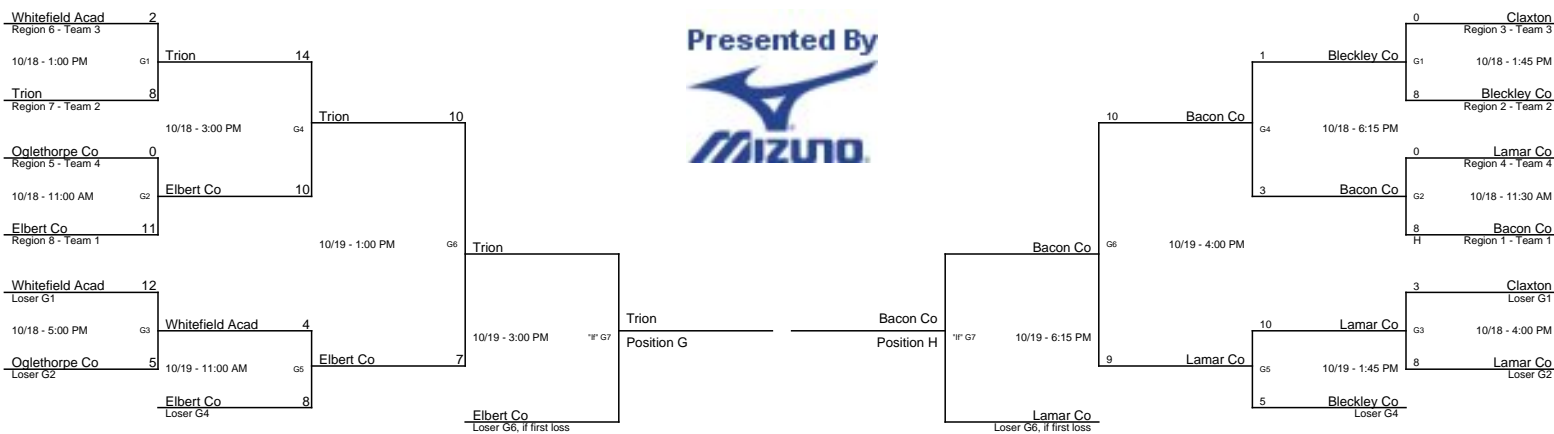 Whitefield Acad 2
Region 6 - Team 3
10/18 - 1:00 PM G1
Trion 8
Region 7 - Team 2
Trion 14
10/18 - 3:00 PM G4
Oglethorpe Co 0
Region 5 - Team 4
10/18 - 11:00 AM G2
Elbert Co 11
Region 8 - Team 1
Elbert Co 10
Trion 10
10/19 - 1:00 PM G6
Whitefield Acad 12
Loser G1
10/18 - 5:00 PM G3
Oglethorpe Co 5
Loser G2
Whitefield Acad 4
10/19 - 11:00 AM G5
Elbert Co 8
Loser G4
Elbert Co 7
Trion
10/19 - 3:00 PM "If" G7
Elbert Co
Loser G6, if first loss
Trion
Position G
Presented By
MIZUNO
0 Claxton
Region 3 - Team 3
G1 10/18 - 1:45 PM
8 Bleckley Co
Region 2 - Team 2
1 Bleckley Co
G4 10/18 - 6:15 PM
0 Lamar Co
Region 4 - Team 4
G2 10/18 - 11:30 AM
8 Bacon Co
H Region 1 - Team 1
3 Bacon Co
10 Bacon Co
G6 10/19 - 4:00 PM
3 Claxton
Loser G1
G3 10/18 - 4:00 PM
8 Lamar Co
Loser G2
10 Lamar Co
G5 10/19 - 1:45 PM
5 Bleckley Co
Loser G4
9 Lamar Co
Bacon Co
"If" G7 10/19 - 6:15 PM
Lamar Co
Loser G6, if first loss
Bacon Co
Position H